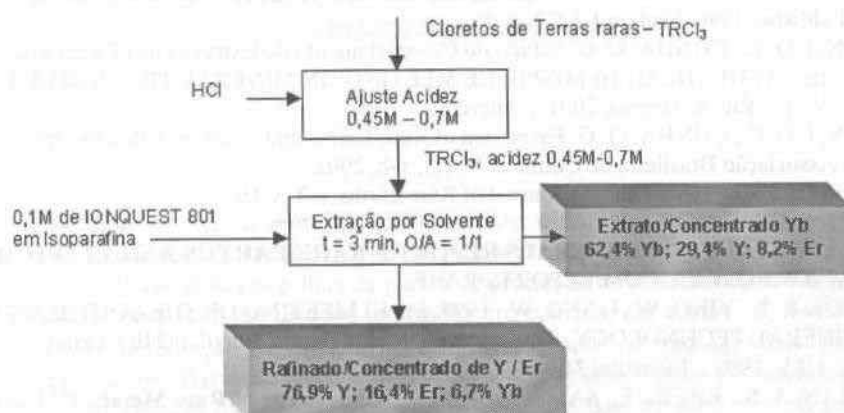 Cloretos de Terras raras– TRCl₃
HCl
Ajuste Acidez
0,45M – 0,7M
TRCl₃, acidez 0,45M-0,7M
0,1M de IONQUEST 801
em Isoparafina
Extração por Solvente
t = 3 min, O/A = 1/1
Extrato/Concentrado Yb
62,4% Yb; 29,4% Y; 8,2% Er
Rafinado/Concentrado de Y / Er
76,9% Y; 16,4% Er; 6,7% Yb